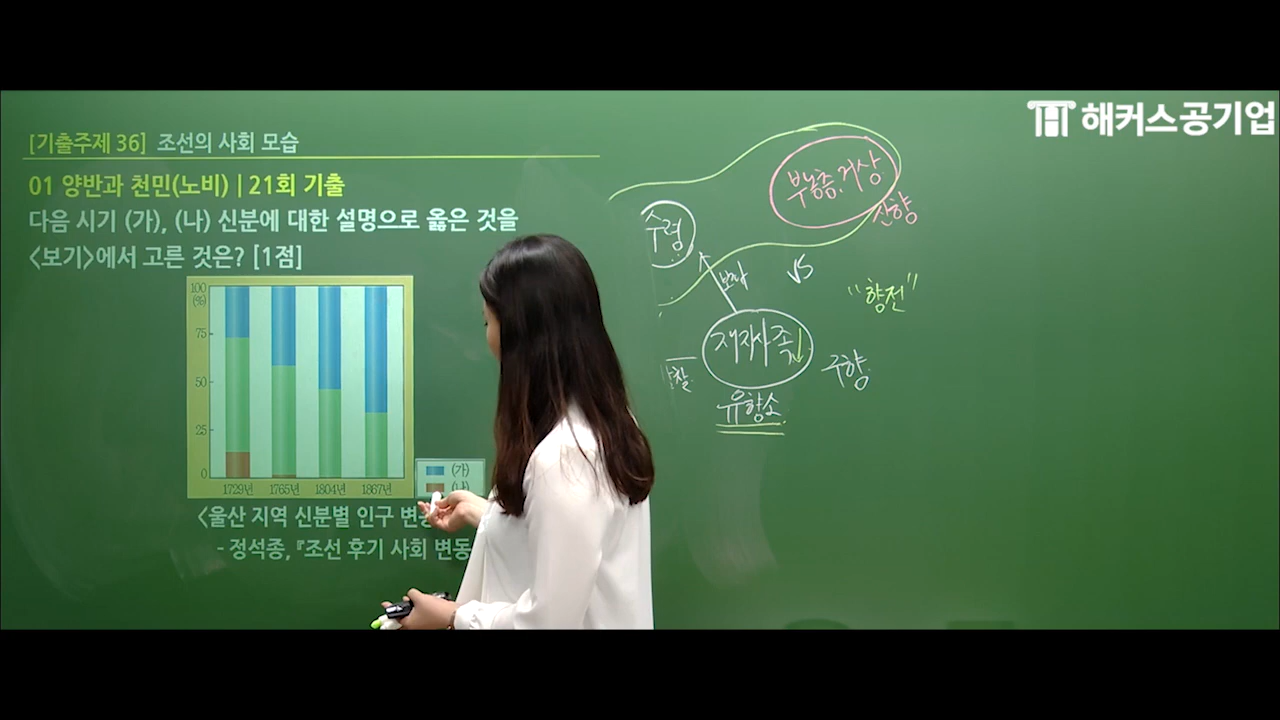 해커스공기업
[기출주제 36] 조선의 사회 모습
01 양반과 천민(노비) | 21회 기출
다음 시기 (가), (나) 신분에 대한 설명으로 옳은 것을
<보기>에서 고른 것은? [1점]
100
(%)
75
50
25
0
1729년 1765년 1804년 1867년
(가)
(나)
<울산 지역 신분별 인구 변동
- 정석종, 『조선 후기 사회 변동
부농층, 거상
신향
수령
보좌
VS
"향전"
재지사족
구향
유향소